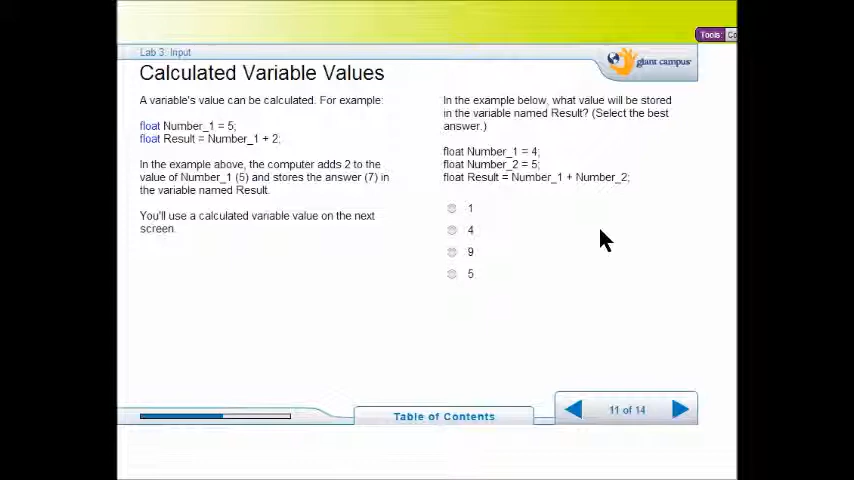 Tools:
Lab 3: Input
giant campus
Calculated Variable Values
A variable's value can be calculated. For example:
float Number_1 = 5;
float Result = Number_1 + 2;
In the example above, the computer adds 2 to the
value of Number_1 (5) and stores the answer (7) in
the variable named Result.
You'll use a calculated variable value on the next
screen.
In the example below, what value will be stored
in the variable named Result? (Select the best
answer.)
float Number_1 = 4;
float Number_2 = 5;
float Result = Number_1 + Number_2;
1
4
9
5
Table of Contents
11 of 14